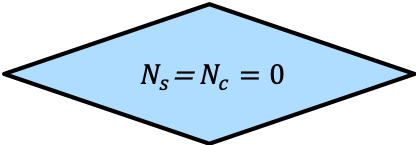 N_s = N_c = 0